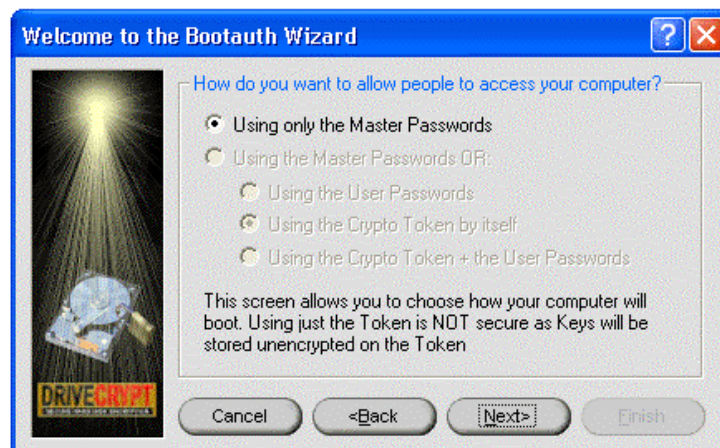 Welcome to the Bootauth Wizard
How do you want to allow people to access your computer?
Using only the Master Passwords
Using the Master Passwords OR:
Using the User Passwords
Using the Crypto Token by itself
Using the Crypto Token + the User Passwords
This screen allows you to choose how your computer will
boot. Using just the Token is NOT secure as Keys will be
stored unencrypted on the Token
DRIVECRYPT
Cancel
<Back
Next>
Finish